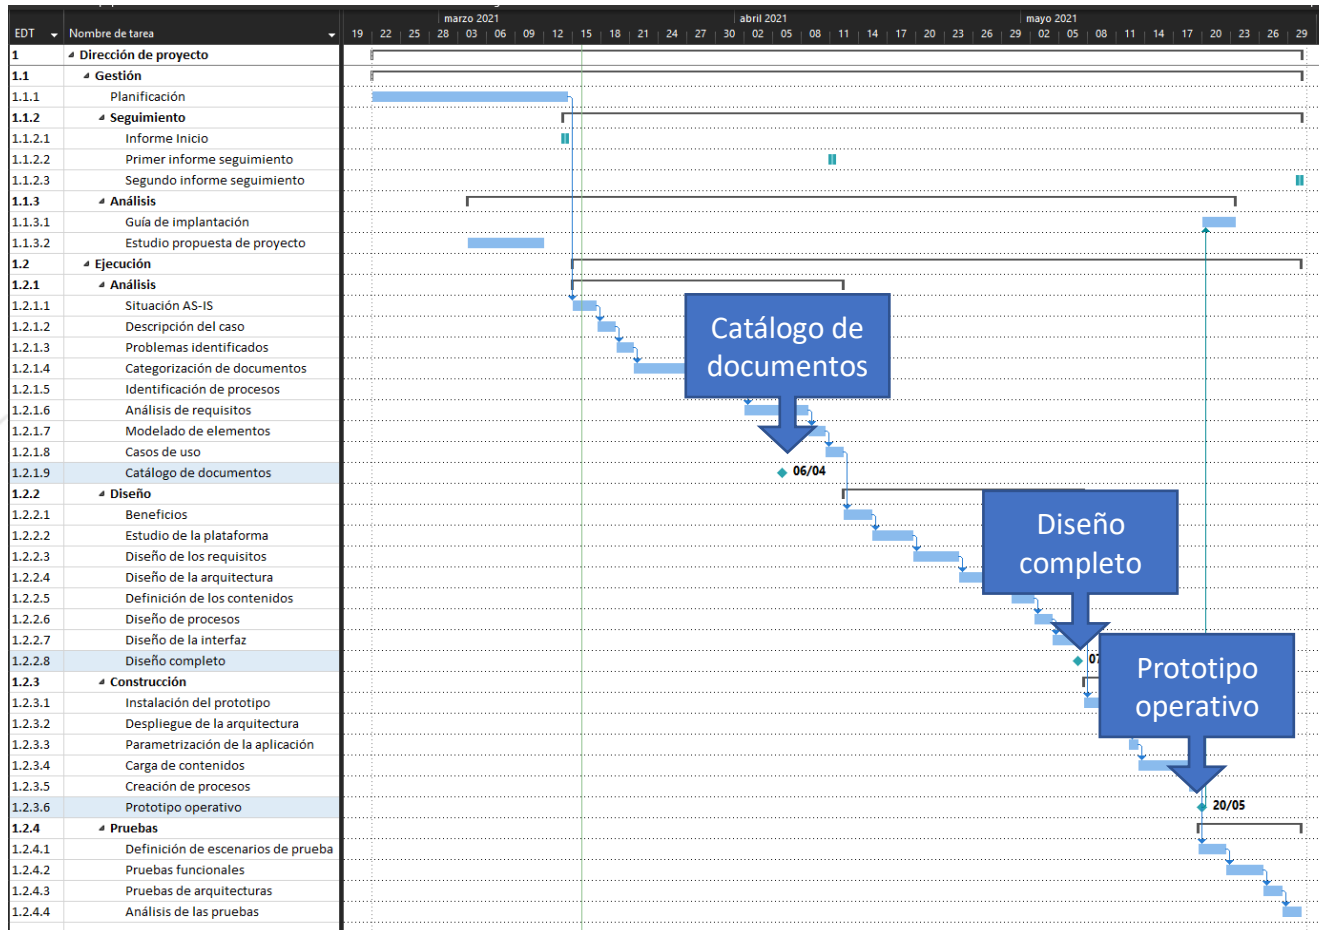 marzo 2021 abril 2021 mayo 2021
EDT Nombre de tarea 19 22 25 28 03 06 09 12 15 18 21 24 27 30 02 05 08 11 14 17 20 23 26 29 02 05 08 11 14 17 20 23 26 29
1 Dirección de proyecto
1.1 Gestión
1.1.1 Planificación
1.1.2 Seguimiento
1.1.2.1 Informe Inicio
1.1.2.2 Primer informe seguimiento
1.1.2.3 Segundo informe seguimiento
1.1.3 Análisis
1.1.3.1 Guía de implantación
1.1.3.2 Estudio propuesta de proyecto
1.2 Ejecución
1.2.1 Análisis
1.2.1.1 Situación AS-IS
1.2.1.2 Descripción del caso
1.2.1.3 Problemas identificados
1.2.1.4 Categorización de documentos
Catálogo de
documentos
1.2.1.5 Identificación de procesos
1.2.1.6 Análisis de requisitos
1.2.1.7 Modelado de elementos
1.2.1.8 Casos de uso
1.2.1.9 Catálogo de documentos 06/04
1.2.2 Diseño
1.2.2.1 Beneficios
1.2.2.2 Estudio de la plataforma
1.2.2.3 Diseño de los requisitos
Diseño
completo
1.2.2.4 Diseño de la arquitectura
1.2.2.5 Definición de los contenidos
1.2.2.6 Diseño de procesos
1.2.2.7 Diseño de la interfaz
1.2.2.8 Diseño completo 07
1.2.3 Construcción
Prototipo
operativo
1.2.3.1 Instalación del prototipo
1.2.3.2 Despliegue de la arquitectura
1.2.3.3 Parametrización de la aplicación
1.2.3.4 Carga de contenidos
1.2.3.5 Creación de procesos
1.2.3.6 Prototipo operativo 20/05
1.2.4 Pruebas
1.2.4.1 Definición de escenarios de prueba
1.2.4.2 Pruebas funcionales
1.2.4.3 Pruebas de arquitecturas
1.2.4.4 Análisis de las pruebas